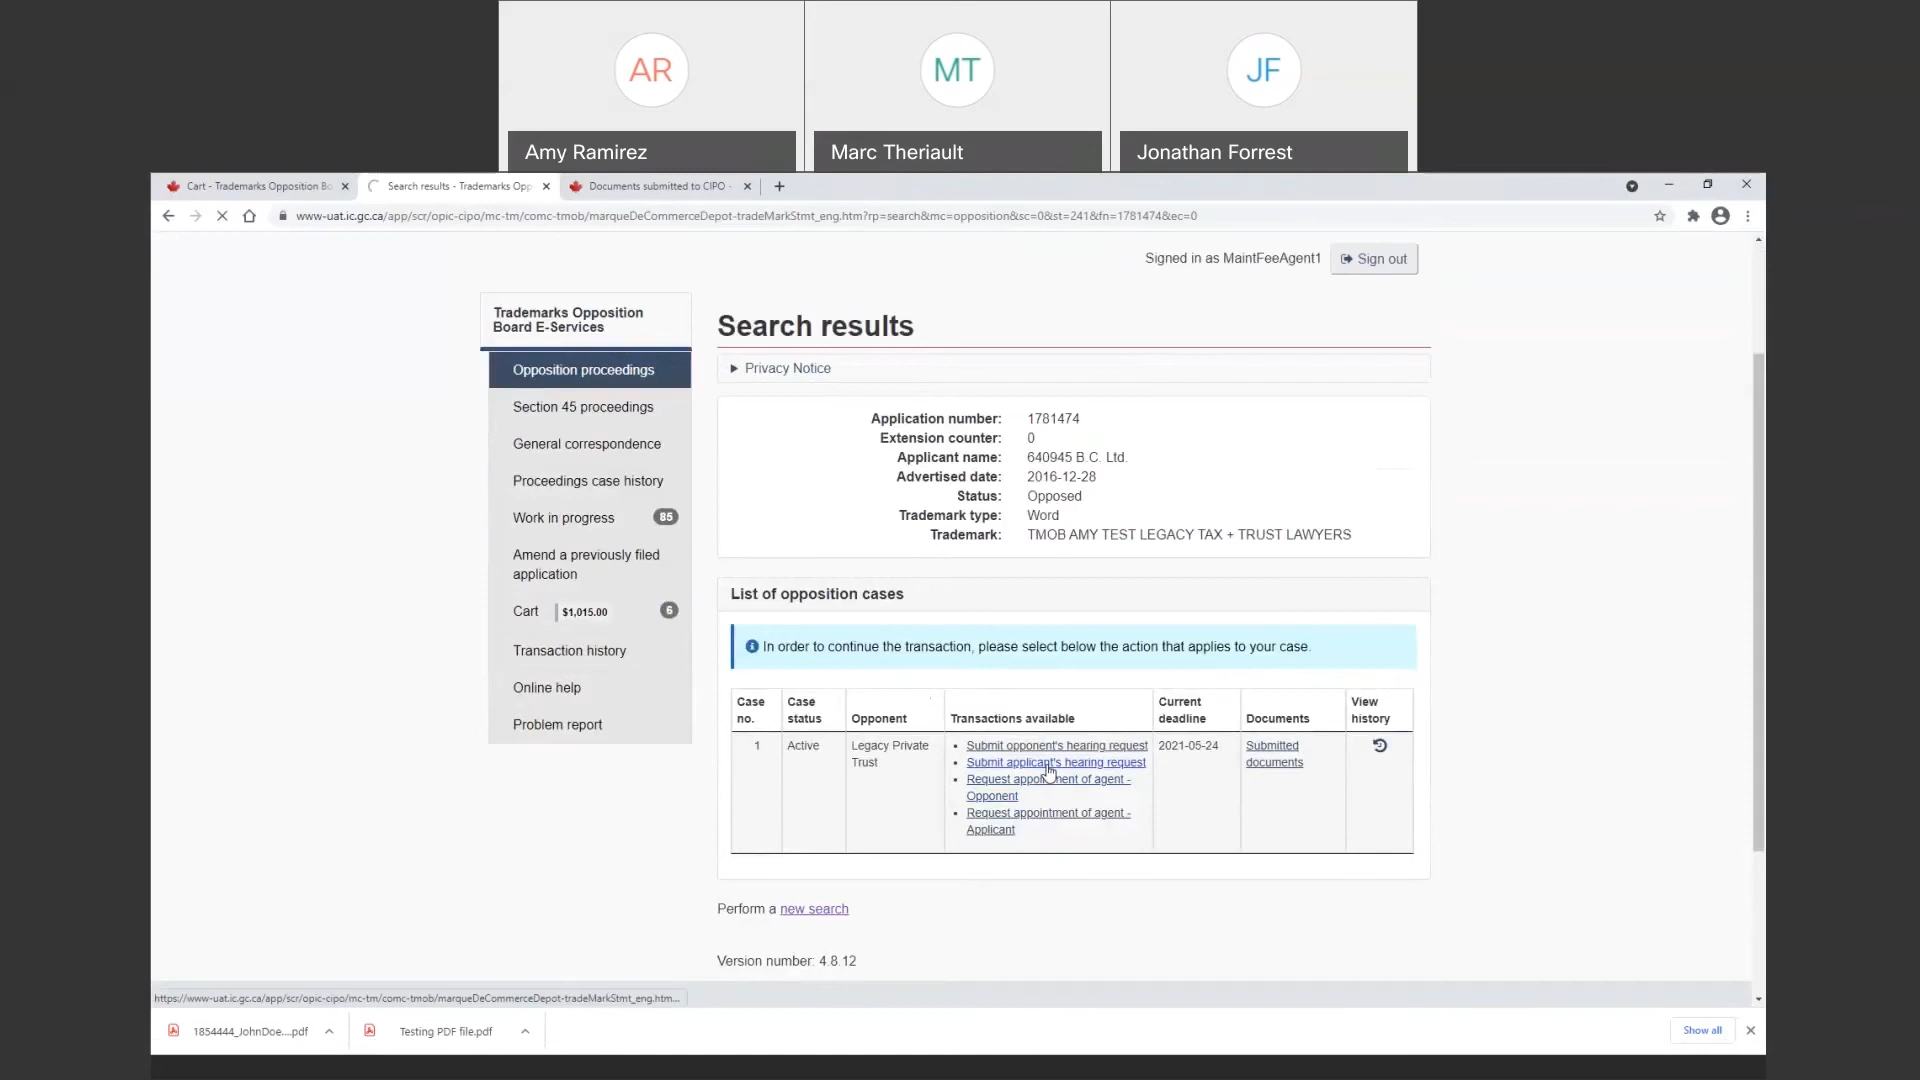 AR
MT
JF
Amy Ramirez
Marc Theriault
Jonathan Forrest
Cart - Trademarks Opposition Bo
Search results - Trademarks Opp
Documents submitted to CIPO -
www-uat.ic.gc.ca/app/scr/opic-cipo/mc-tm/comc-tmob/marqueDeCommerceDepot-tradeMarkStmt_eng.htm?rp=search&mc=opposition&sc=0&st=241&fn=1781474&ec=0
Signed in as MaintFeeAgent1
Sign out
Trademarks Opposition
Board E-Services
Opposition proceedings
Section 45 proceedings
General correspondence
Proceedings case history
Work in progress 85
Amend a previously filed
application
Cart $1,015.00 6
Transaction history
Online help
Problem report
Search results
Privacy Notice
Application number: 1781474
Extension counter: 0
Applicant name: 640945 B.C. Ltd.
Advertised date: 2016-12-28
Status: Opposed
Trademark type: Word
Trademark: TMOB AMY TEST LEGACY TAX + TRUST LAWYERS
List of opposition cases
In order to continue the transaction, please select below the action that applies to your case.
Case no.
Case status
Opponent
Transactions available
Current deadline
Documents
View history
1
Active
Legacy Private
Trust
Submit opponent's hearing request
Submit applicant's hearing request
Request appointment of agent -
Opponent
Request appointment of agent -
Applicant
2021-05-24
Submitted
documents
Perform a new search
Version number: 4.8.12
https://www-uat.ic.gc.ca/app/scr/opic-cipo/mc-tm/comc-tmob/marqueDeCommerceDepot-tradeMarkStmt_eng.htm...
1854444_JohnDoe....pdf
Testing PDF file.pdf
Show all